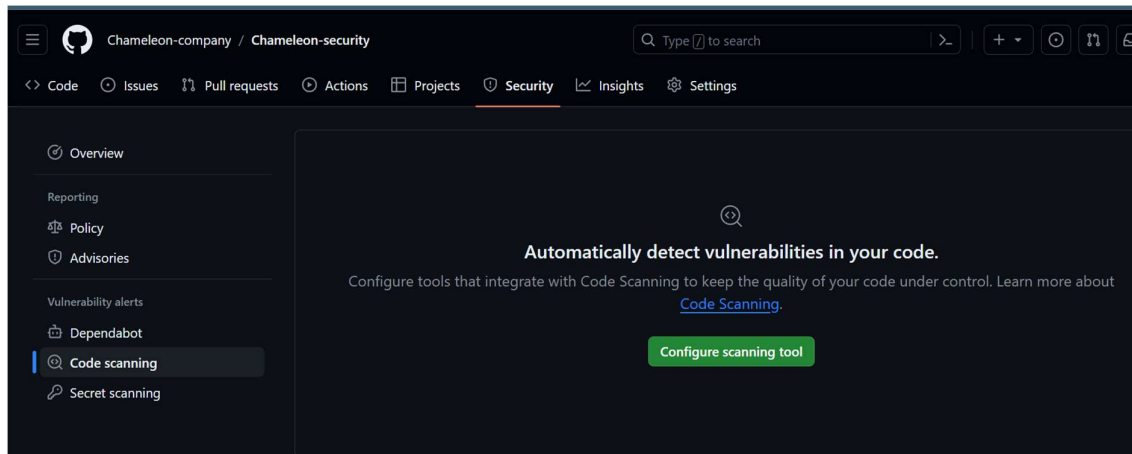 Chameleon-company / Chameleon-security
Type / to search
Code
Issues
Pull requests
Actions
Projects
Security
Insights
Settings
Overview
Reporting
Policy
Advisories
Vulnerability alerts
Dependabot
Code scanning
Secret scanning
Automatically detect vulnerabilities in your code.
Configure tools that integrate with Code Scanning to keep the quality of your code under control. Learn more about
Code Scanning.
Configure scanning tool